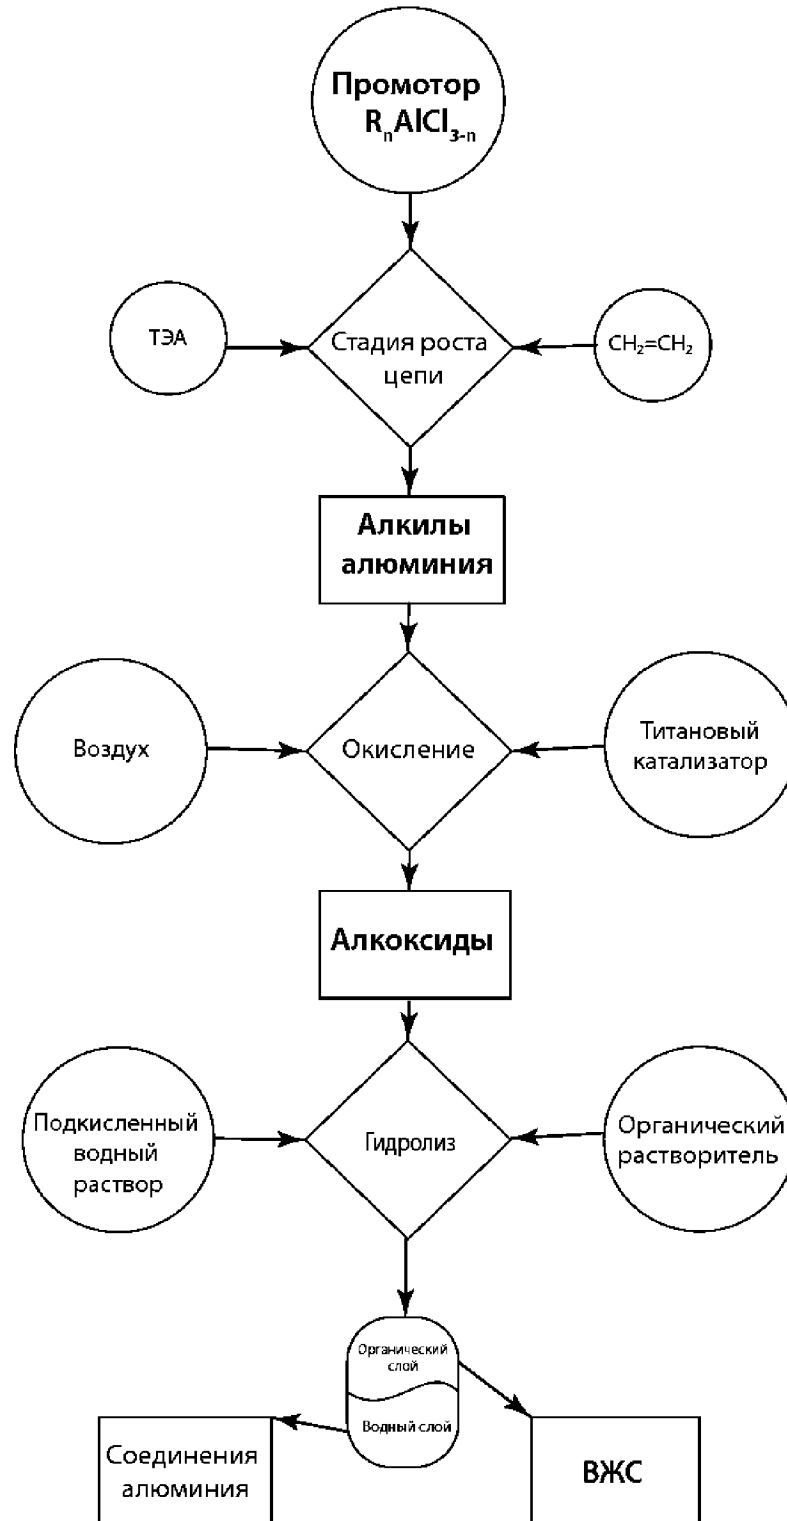 Промотор
RₙAlCl₃₋ₙ
ТЭА
Стадия роста
цепи
CH₂=CH₂
Алкилы
алюминия
Воздух
Окисление
Титановый
катализатор
Алкоксиды
Подкисленный
водный
раствор
Гидролиз
Органический
растворитель
Органический
слой
Водный слой
Соединения
алюминия
ВЖС